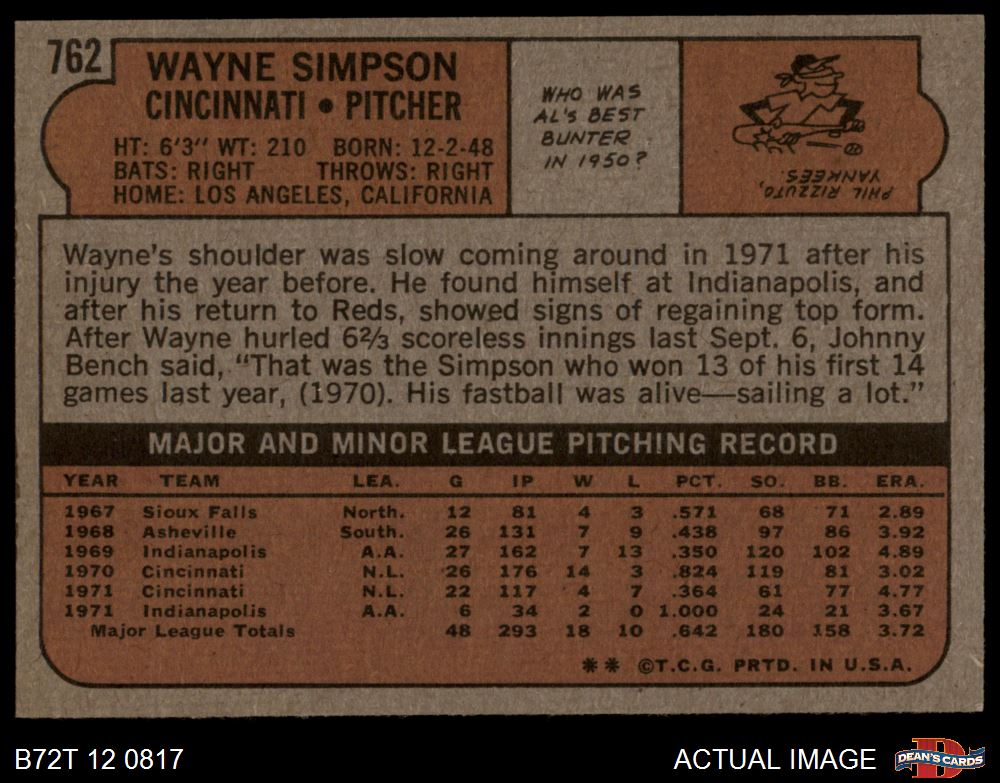 762
WAYNE SIMPSON
CINCINNATI • PITCHER
HT: 6'3" WT: 210 BORN: 12-2-48
BATS: RIGHT THROWS: RIGHT
HOME: LOS ANGELES, CALIFORNIA
WHO WAS
AL'S BEST
BUNTER
IN 1950?
PHIL RIZZUTO,
YANKEES.
Wayne's shoulder was slow coming around in 1971 after his
injury the year before. He found himself at Indianapolis, and
after his return to Reds, showed signs of regaining top form.
After Wayne hurled 6⅔ scoreless innings last Sept. 6, Johnny
Bench said, "That was the Simpson who won 13 of his first 14
games last year, (1970). His fastball was alive—sailing a lot."
MAJOR AND MINOR LEAGUE PITCHING RECORD
YEAR TEAM LEA. G IP W L PCT. SO. BB. ERA.
1967 Sioux Falls North. 12 81 4 3 .571 68 71 2.89
1968 Asheville South. 26 131 7 9 .438 97 86 3.92
1969 Indianapolis A.A. 27 162 7 13 .350 120 102 4.89
1970 Cincinnati N.L. 26 176 14 3 .824 119 81 3.02
1971 Cincinnati N.L. 22 117 4 7 .364 61 77 4.77
1971 Indianapolis A.A. 6 34 2 0 1.000 24 21 3.67
Major League Totals 48 293 18 10 .642 180 158 3.72
** ©T.C.G. PRTD. IN U.S.A.
B72T 12 0817
ACTUAL IMAGE
D
DEAN'S CARDS